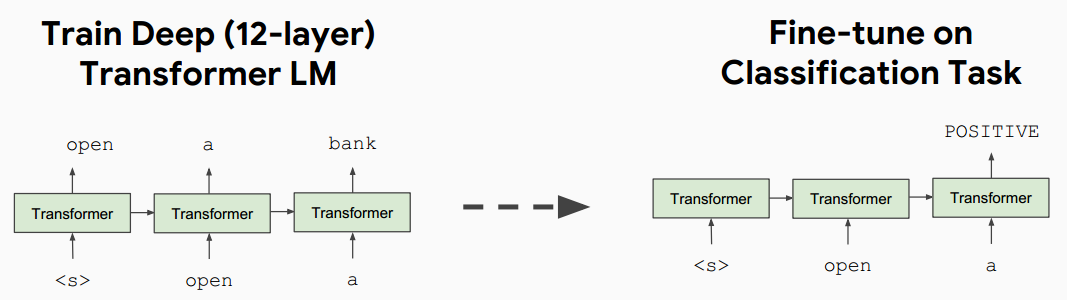 Train Deep (12-layer)
Transformer LM
open a bank
Transformer Transformer Transformer
<s> open a
Fine-tune on
Classification Task
POSITIVE
Transformer Transformer Transformer
<s> open a